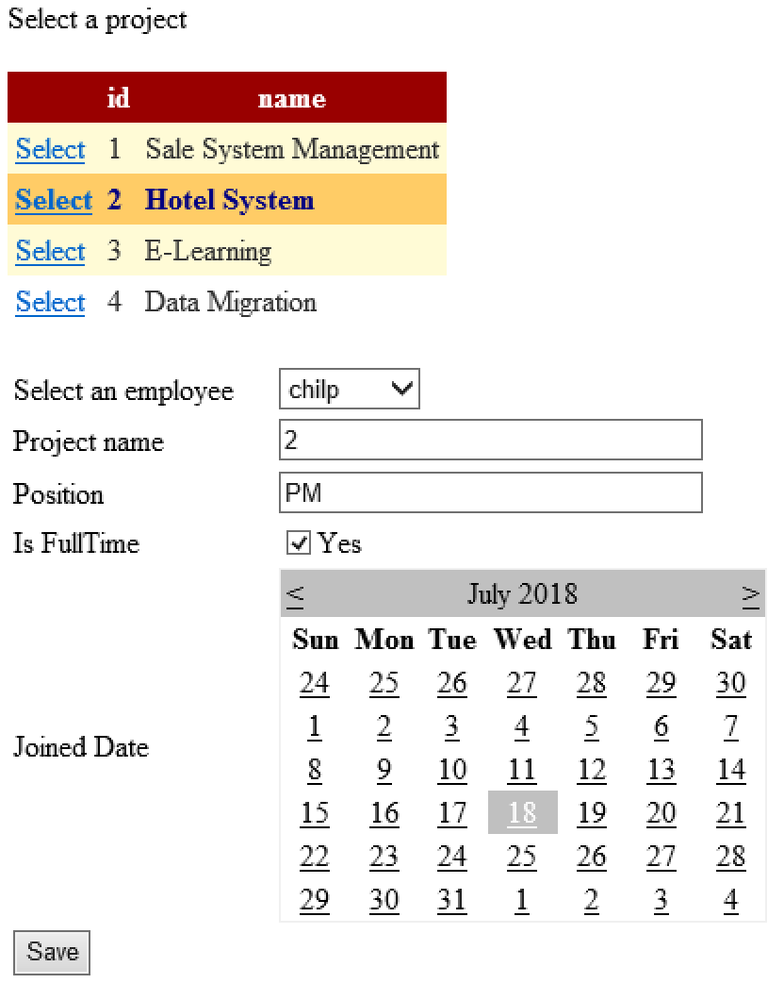 Select a project
id name
Select 1 Sale System Management
Select 2 Hotel System
Select 3 E-Learning
Select 4 Data Migration
Select an employee chilp
Project name 2
Position PM
Is FullTime Yes
< July 2018 >
Sun Mon Tue Wed Thu Fri Sat
24 25 26 27 28 29 30
1 2 3 4 5 6 7
Joined Date
8 9 10 11 12 13 14
15 16 17 18 19 20 21
22 23 24 25 26 27 28
29 30 31 1 2 3 4
Save